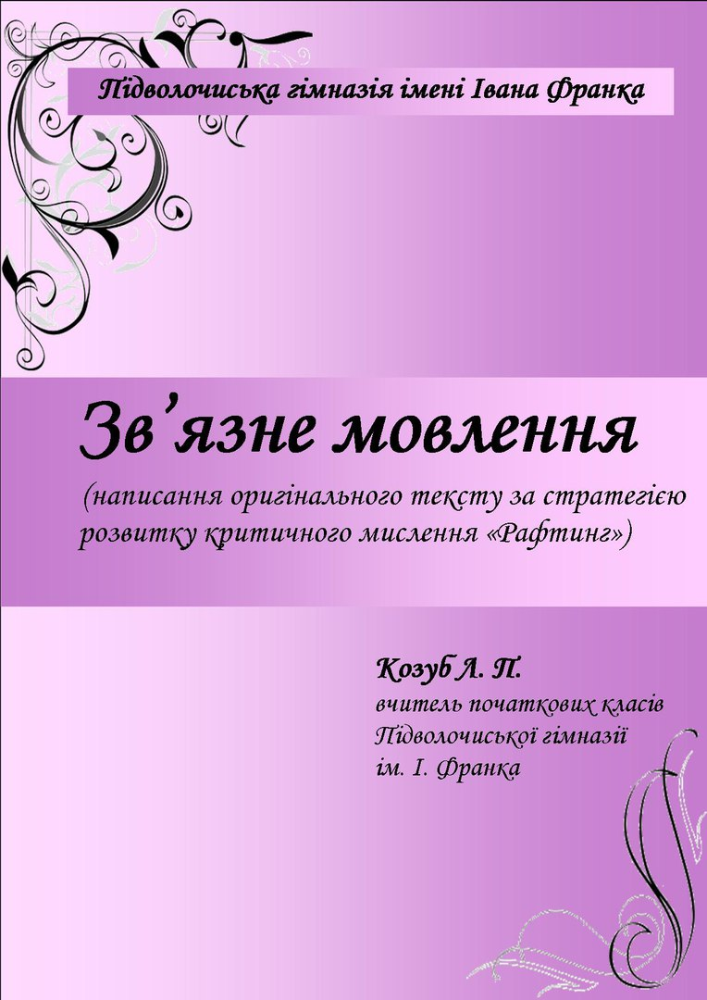 Підволочиська гімназія імені Івана Франка
Зв’язне мовлення
(написання оригінального тексту за стратегією
розвитку критичного мислення «Рафтинг»)
Козуб Л. П.
вчитель початкових класів
Підволочиської гімназії
ім. І. Франка